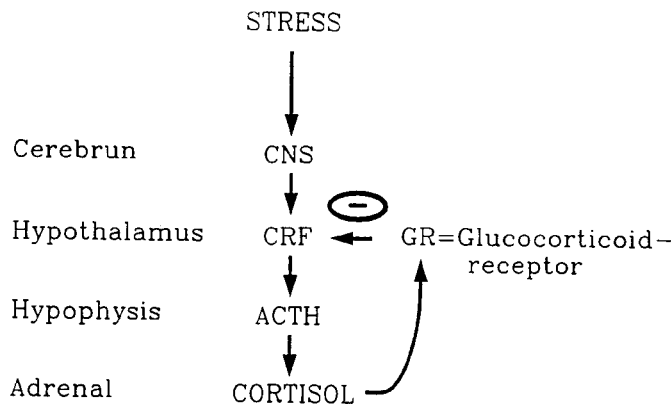 STRESS
Cerebrun CNS
−
Hypothalamus CRF GR=Glucocorticoid-
receptor
Hypophysis ACTH
Adrenal CORTISOL